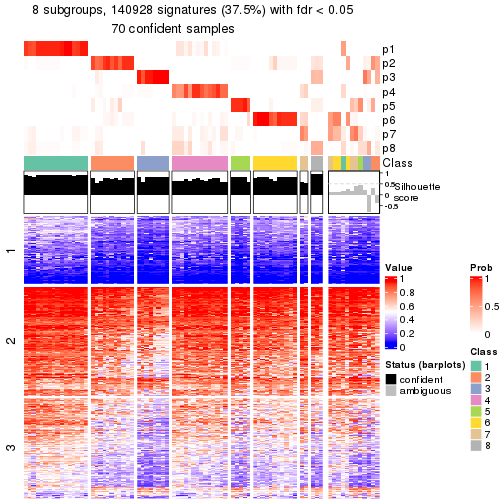 8 subgroups, 140928 signatures (37.5%) with fdr < 0.05
70 confident samples
p1
p2
p3
p4
p5
p6
p7
p8
Class
1
0.5
0
-0.5
Silhouette
score
1
2
3
Value
1
0.8
0.6
0.4
0.2
0
Prob
1
0.5
0
Status (barplots)
confident
ambiguous
Class
1
2
3
4
5
6
7
8